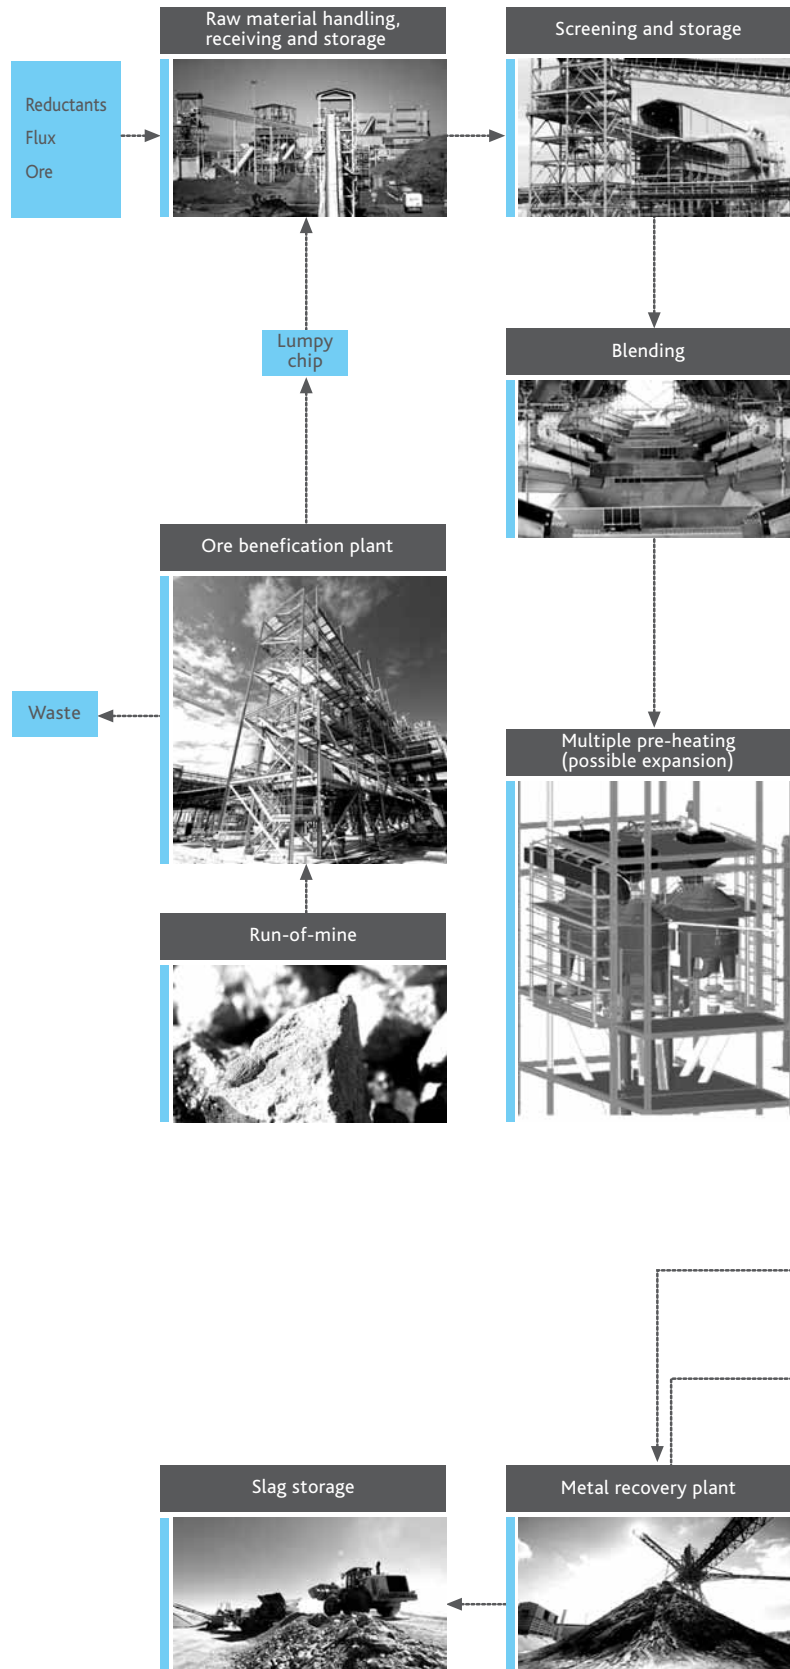 Raw material handling,
receiving and storage
Screening and storage
Reductants
Flux
Ore
Lumpy
chip
Blending
Ore benefication plant
Waste
Multiple pre-heating
(possible expansion)
Run-of-mine
Slag storage
Metal recovery plant